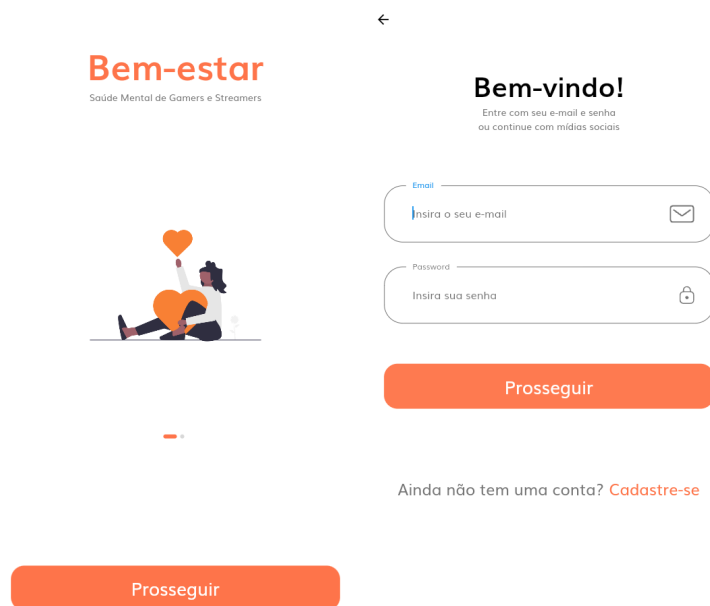 Bem-estar
Saúde Mental de Gamers e Streamers
Prosseguir
Bem-vindo!
Entre com seu e-mail e senha
ou continue com mídias sociais
Email
Insira o seu e-mail
Password
Insira sua senha
Prosseguir
Ainda não tem uma conta? Cadastre-se